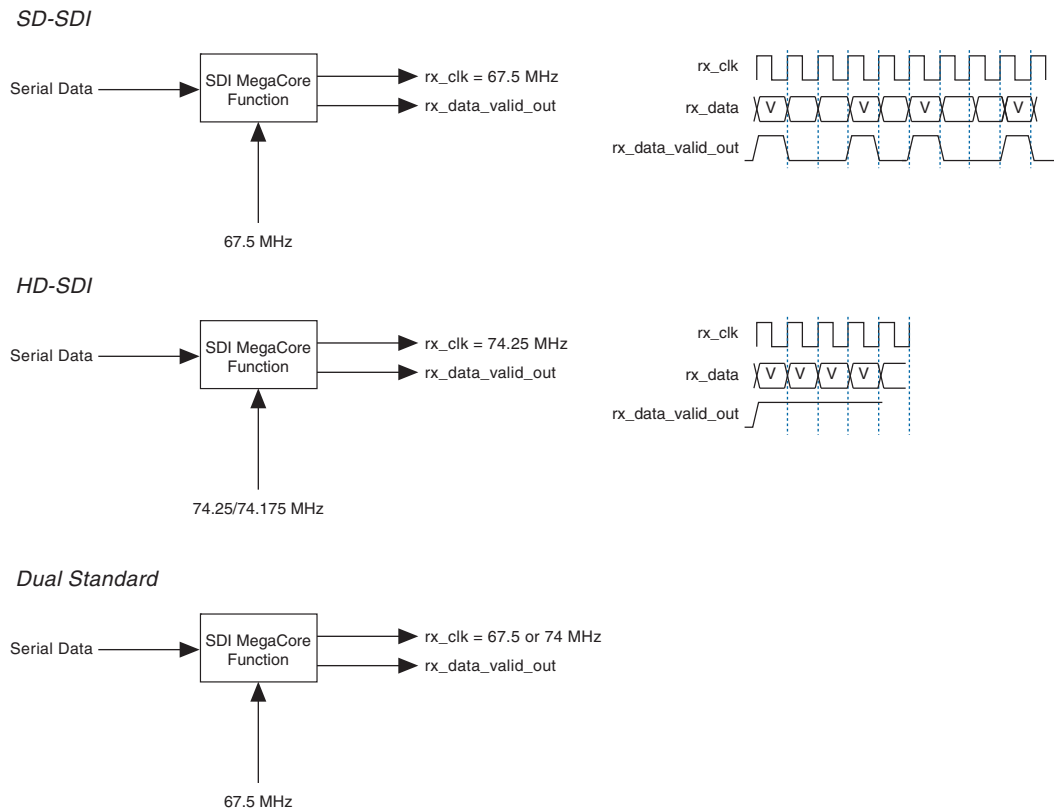 SD-SDI
Serial Data
SDI MegaCore
Function
rx_clk = 67.5 MHz
rx_data_valid_out
67.5 MHz
rx_clk
rx_data
V V V V
rx_data_valid_out
HD-SDI
Serial Data
SDI MegaCore
Function
rx_clk = 74.25 MHz
rx_data_valid_out
74.25/74.175 MHz
rx_clk
rx_data
V V V V
rx_data_valid_out
Dual Standard
Serial Data
SDI MegaCore
Function
rx_clk = 67.5 or 74 MHz
rx_data_valid_out
67.5 MHz